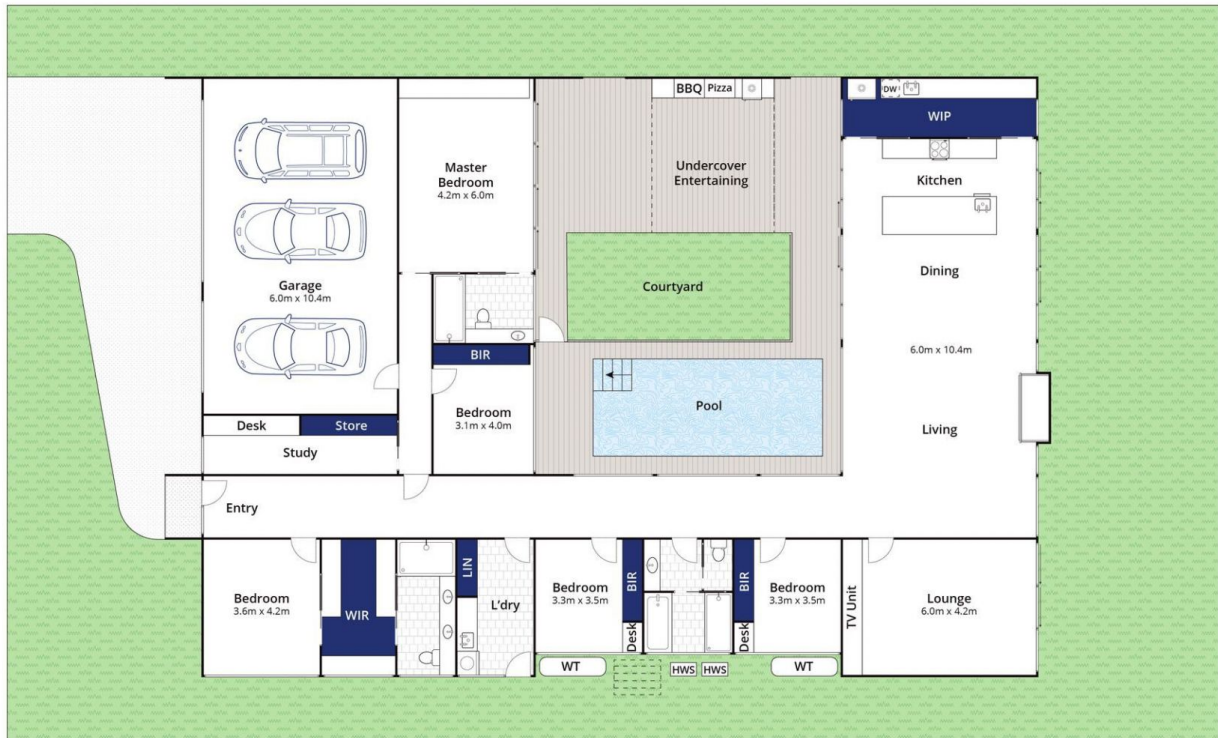 BBQ
Pizza
DW
WIP
Master
Bedroom
4.2m x 6.0m
Undercover
Entertaining
Kitchen
Garage
6.0m x 10.4m
Courtyard
Dining
6.0m x 10.4m
BIR
Bedroom
3.1m x 4.0m
Pool
Living
Desk
Store
Study
Entry
Bedroom
3.6m x 4.2m
WIR
LIN
L'dry
Bedroom
3.3m x 3.5m
BIR
Desk
BIR
Desk
Bedroom
3.3m x 3.5m
TV Unit
Lounge
6.0m x 4.2m
WT
HWS
HWS
WT